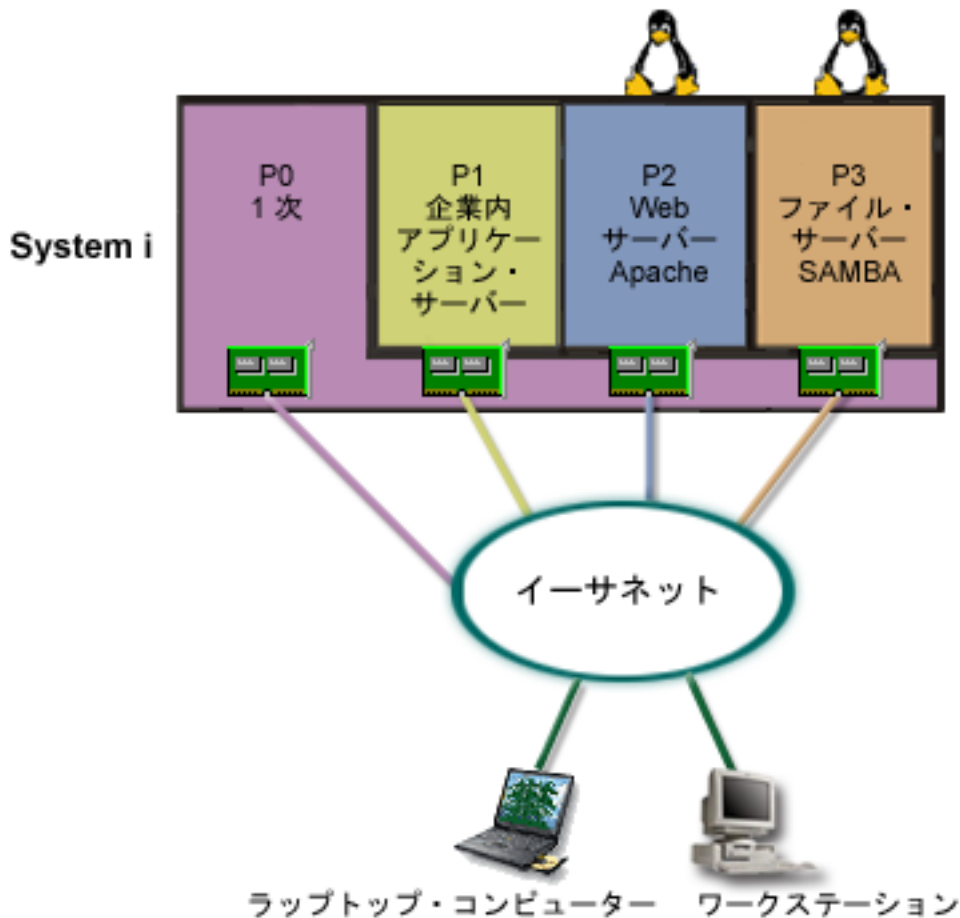 System i
P0
1 次
P1
企業内
アプリケー
ション・
サーバー
P2
Web
サーバー
Apache
P3
ファイル・
サーバー
SAMBA
イーサネット
ラップトップ・コンピューター
ワークステーション